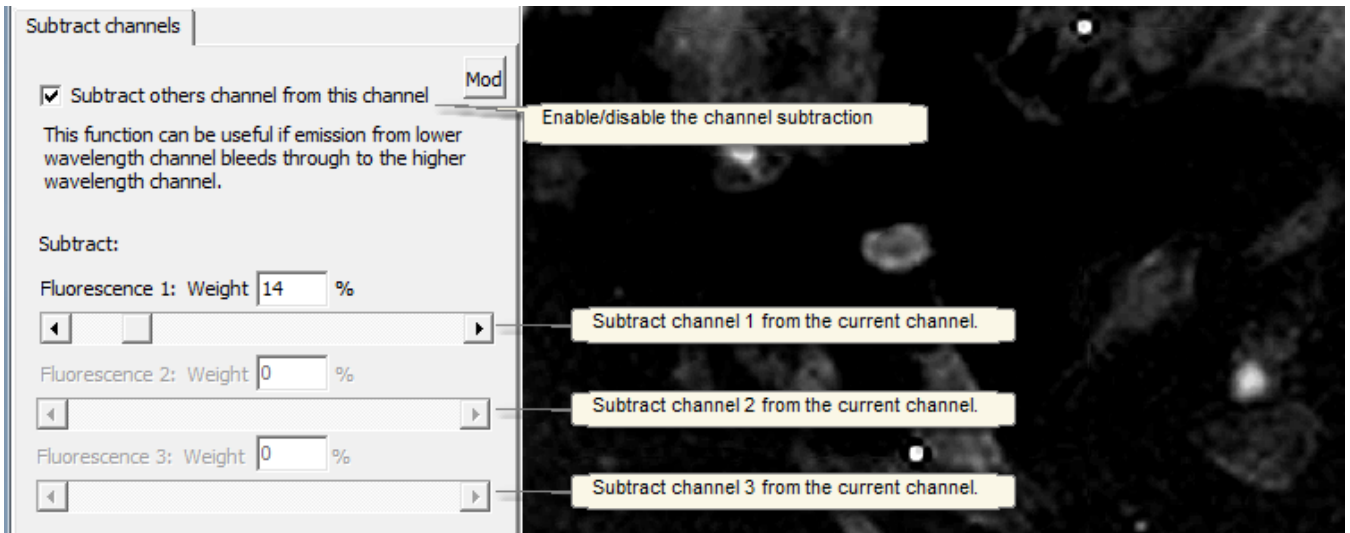 Subtract channels
Mod
Subtract others channel from this channel
Enable/disable the channel subtraction
This function can be useful if emission from lower
wavelength channel bleeds through to the higher
wavelength channel.
Subtract:
Fluorescence 1: Weight 14 %
Subtract channel 1 from the current channel.
Fluorescence 2: Weight 0 %
Subtract channel 2 from the current channel.
Fluorescence 3: Weight 0 %
Subtract channel 3 from the current channel.